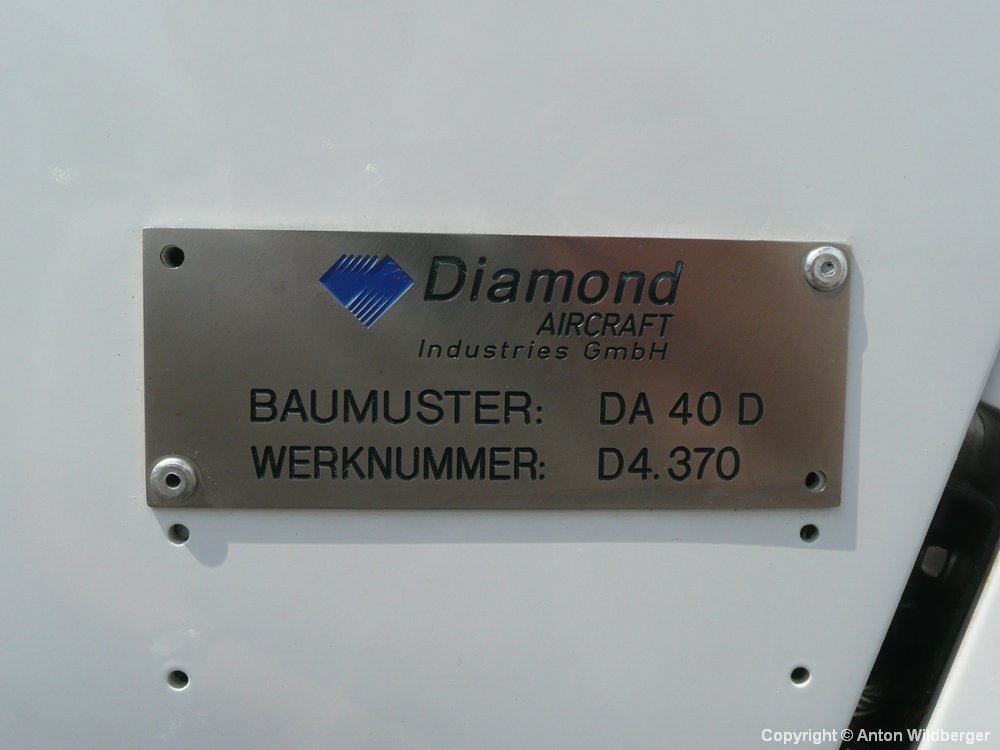 Diamond
AIRCRAFT
Industries GmbH
BAUMUSTER: DA 40 D
WERKNUMMER: D4.370
Copyright © Anton Wildberger